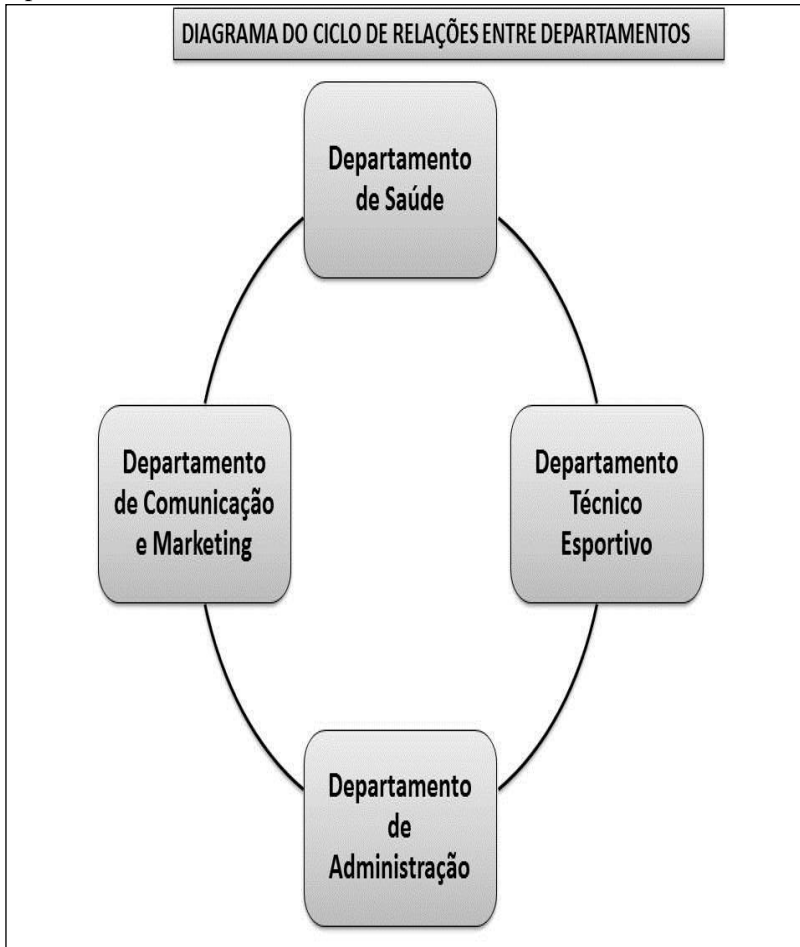 DIAGRAMA DO CICLO DE RELAÇÕES ENTRE DEPARTAMENTOS
Departamento
de Saúde
Departamento
de Comunicação
e Marketing
Departamento
Técnico
Esportivo
Departamento
de
Administração